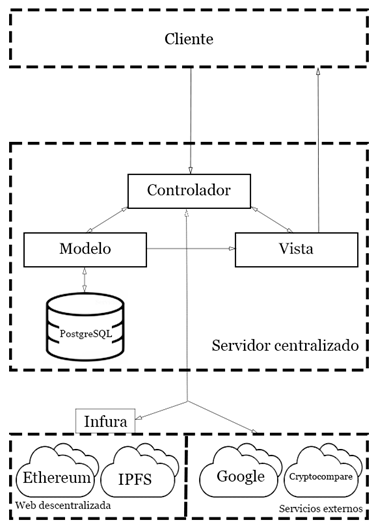 Cliente
Controlador
Modelo
Vista
PostgreSQL
Servidor centralizado
Infura
Ethereum
IPFS
Google
Cryptocompare
Web descentralizada
Servicios externos